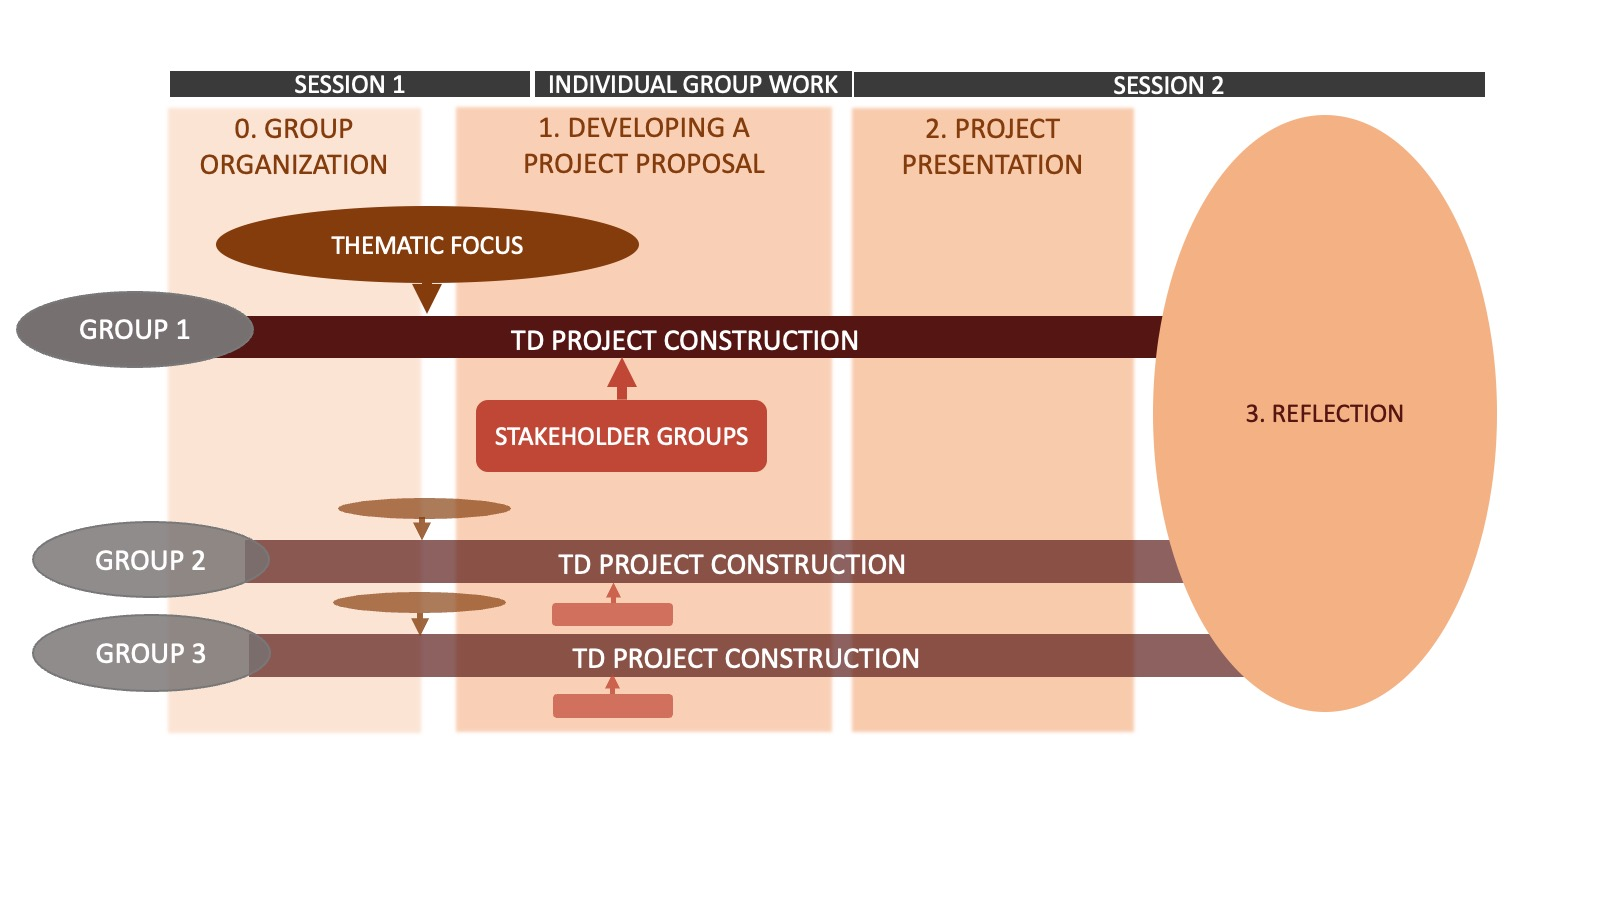 SESSION 1
INDIVIDUAL GROUP WORK
SESSION 2
0. GROUP
ORGANIZATION
1. DEVELOPING A
PROJECT PROPOSAL
2. PROJECT
PRESENTATION
THEMATIC FOCUS
GROUP 1
TD PROJECT CONSTRUCTION
STAKEHOLDER GROUPS
3. REFLECTION
GROUP 2
TD PROJECT CONSTRUCTION
GROUP 3
TD PROJECT CONSTRUCTION